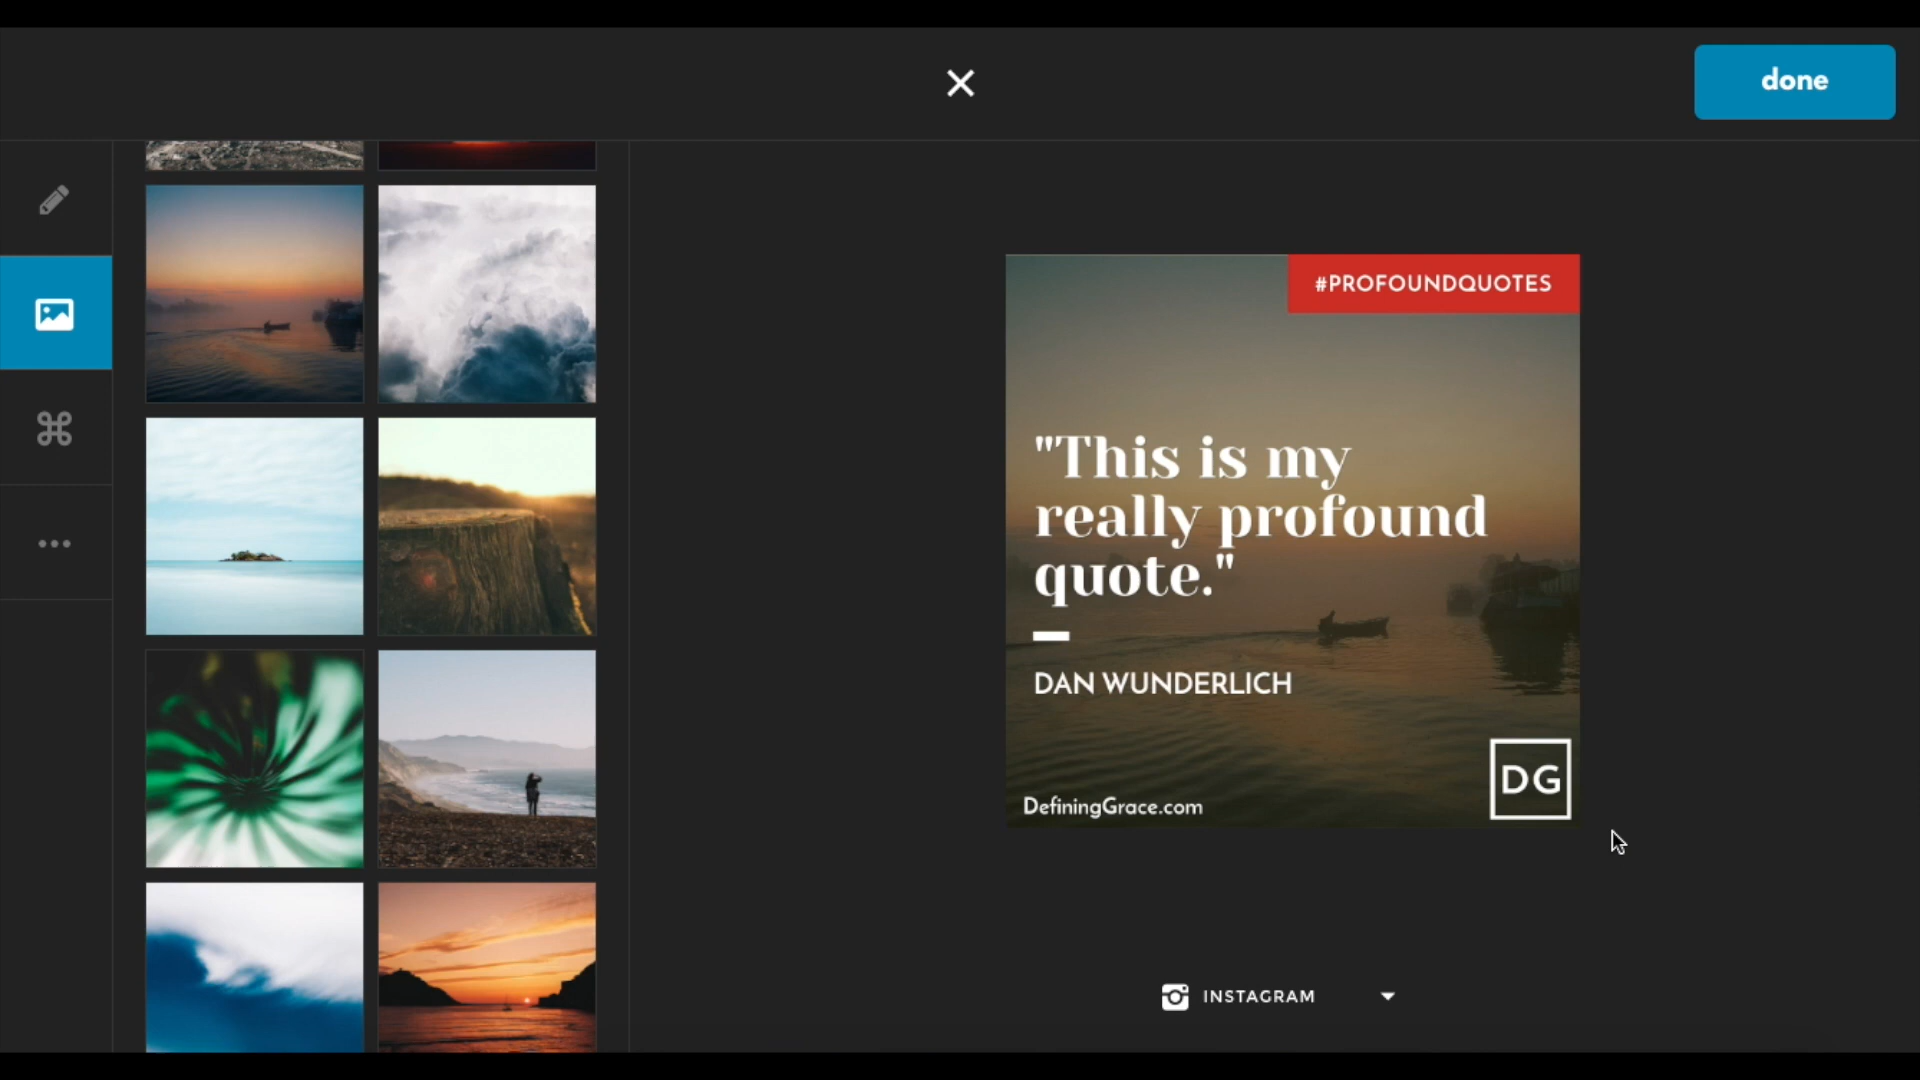 done
#PROFOUNDQUOTES
"This is my
really profound
quote."
DAN WUNDERLICH
DG
DefiningGrace.com
INSTAGRAM